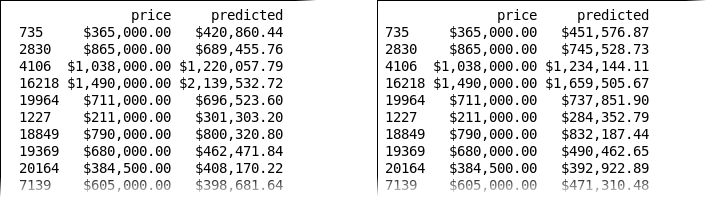 price predicted
735 $365,000.00 $420,860.44
2830 $865,000.00 $689,455.76
4106 $1,038,000.00 $1,220,057.79
16218 $1,490,000.00 $2,139,532.72
19964 $711,000.00 $696,523.60
1227 $211,000.00 $301,303.20
18849 $790,000.00 $800,320.80
19369 $680,000.00 $462,471.84
20164 $384,500.00 $408,170.22
7139 $605,000.00 $398,681.64
price predicted
735 $365,000.00 $451,576.87
2830 $865,000.00 $745,528.73
4106 $1,038,000.00 $1,234,144.11
16218 $1,490,000.00 $1,659,505.67
19964 $711,000.00 $737,851.90
1227 $211,000.00 $284,352.79
18849 $790,000.00 $832,187.44
19369 $680,000.00 $490,462.65
20164 $384,500.00 $392,922.89
7139 $605,000.00 $471,310.48